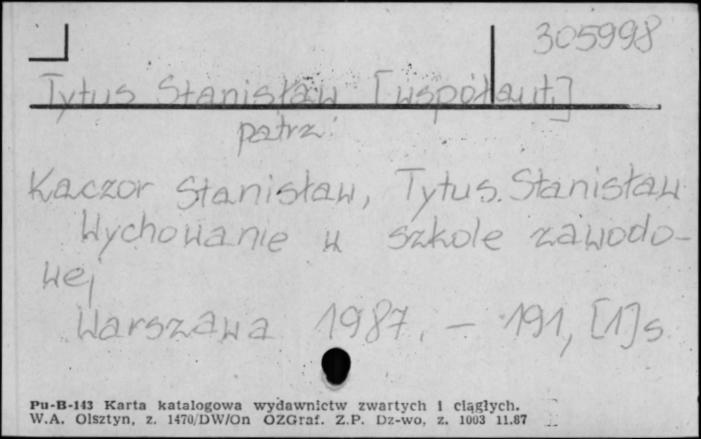 305998
Tytus Stanisław [współaut.]
patrz:
Kaczor Stanisław, Tytus Stanisław
Wychowanie w szkole zawodo-
wej
Warszawa 1987. - 191, [1] s.
Pu-B-143 Karta katalogowa wydawnictw zwartych i ciągłych.
W.A. Olsztyn, z. 1470/DW/On OZGraf. Z.P. Dz-wo, z. 1003 11.87